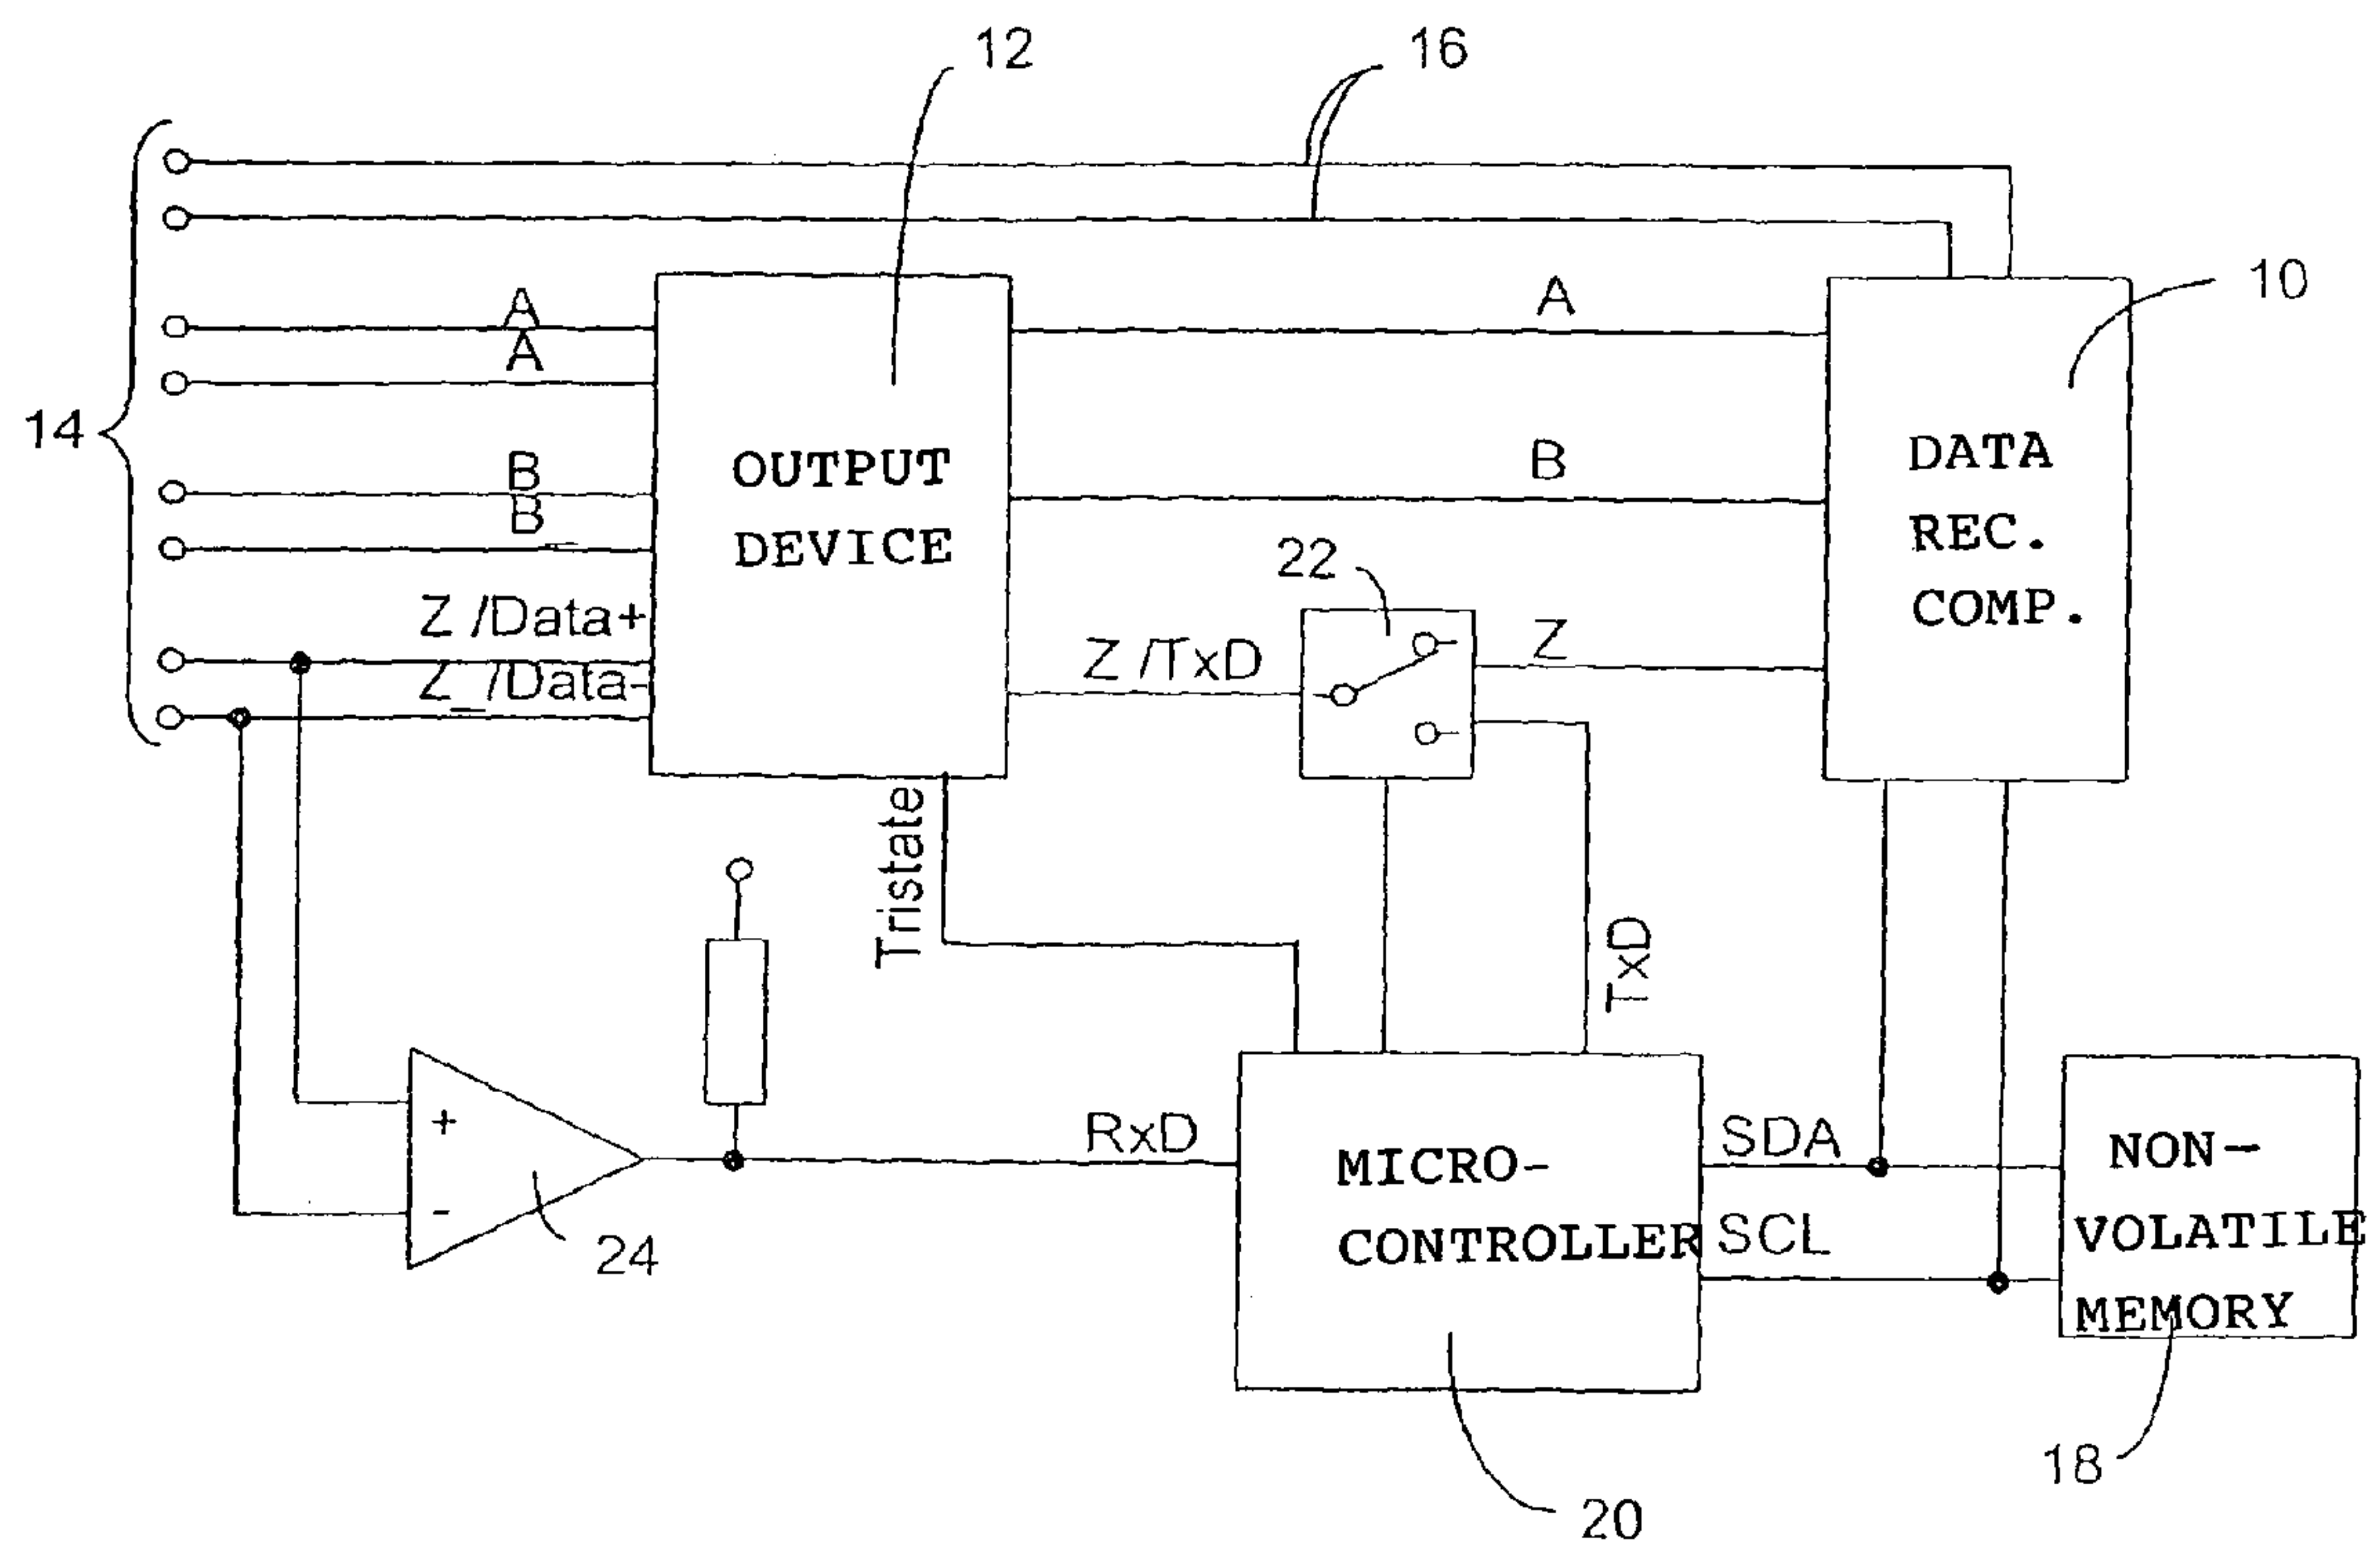 12
16
10
14
A
A
B
B
Z /Data+
Z_/Data-
OUTPUT
DEVICE
A
B
22
Z /TxD
Z
DATA
REC.
COMP.
Tristate
TxD
+
-
24
RxD
MICRO-
CONTROLLER
SDA
SCL
NON-
VOLATILE
MEMORY
18
20